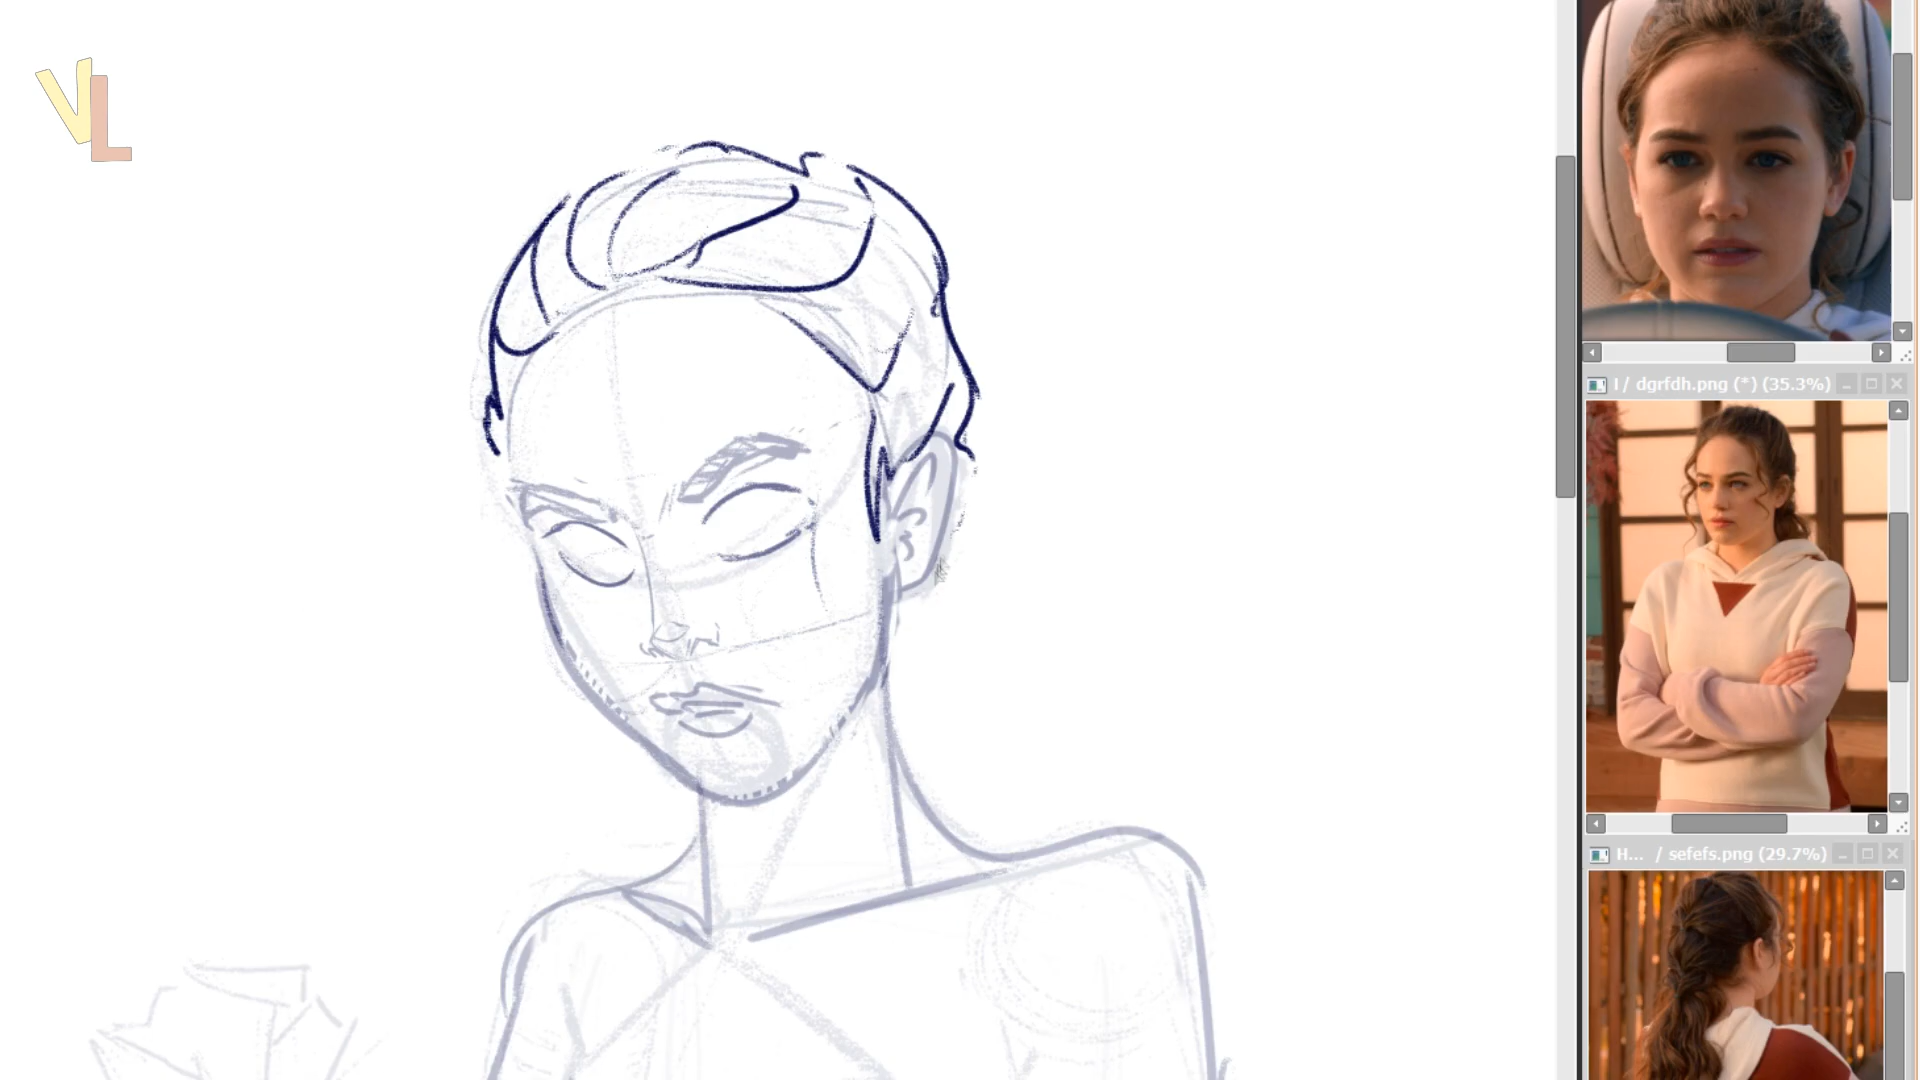 VL
I / dgrfdh.png (*) (35.3%)
H... / sefefs.png (29.7%)